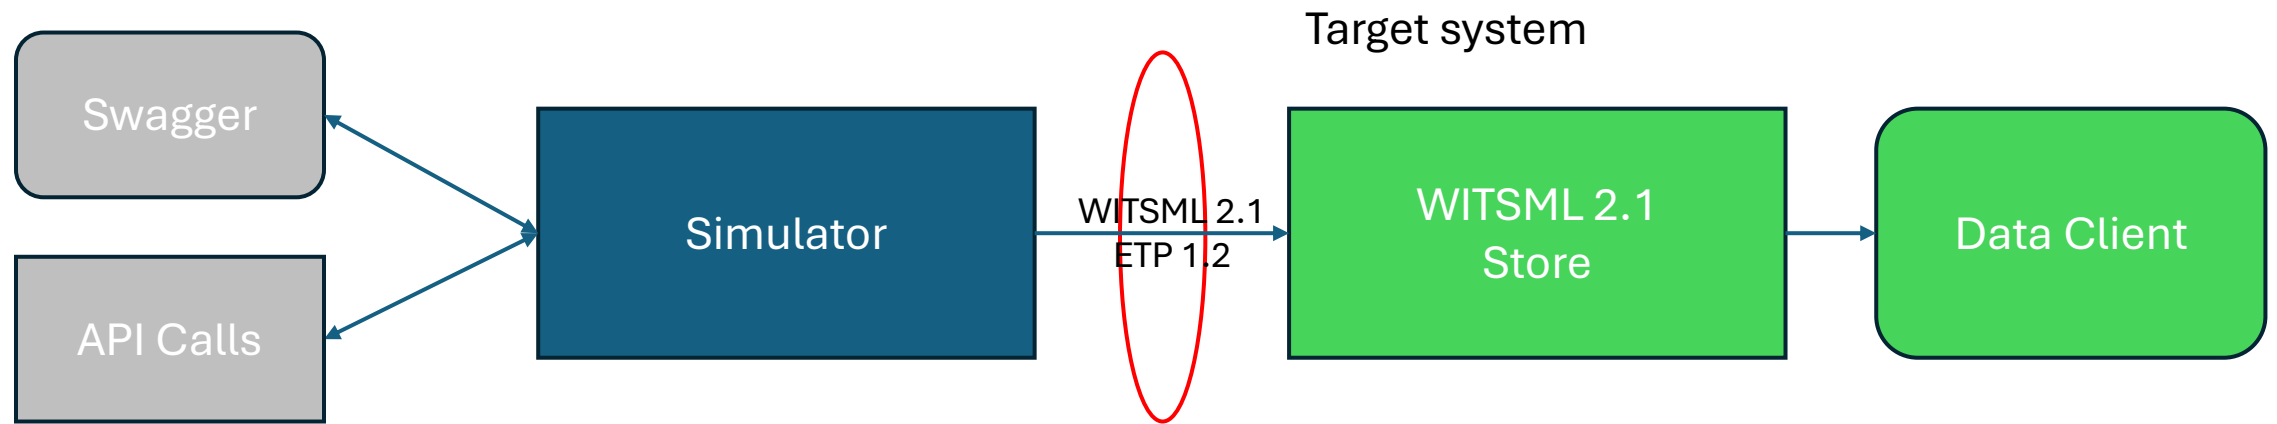 Target system
Swagger
API Calls
Simulator
WITSML 2.1
ETP 1.2
WITSML 2.1
Store
Data Client